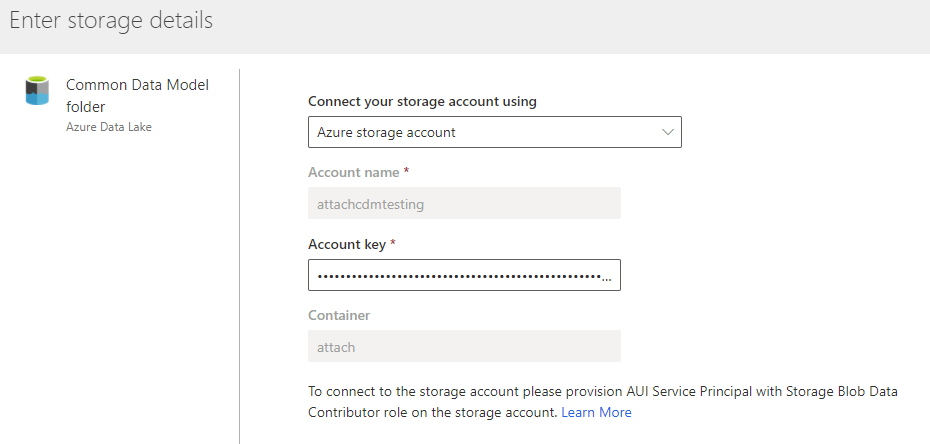 Enter storage details
Common Data Model
folder
Azure Data Lake
Connect your storage account using
Azure storage account
Account name *
attachcdmtesting
Account key *
••••••••••••••••••••••••••••••••••••••••••••••••••...
Container
attach
To connect to the storage account please provision AUI Service Principal with Storage Blob Data
Contributor role on the storage account. Learn More